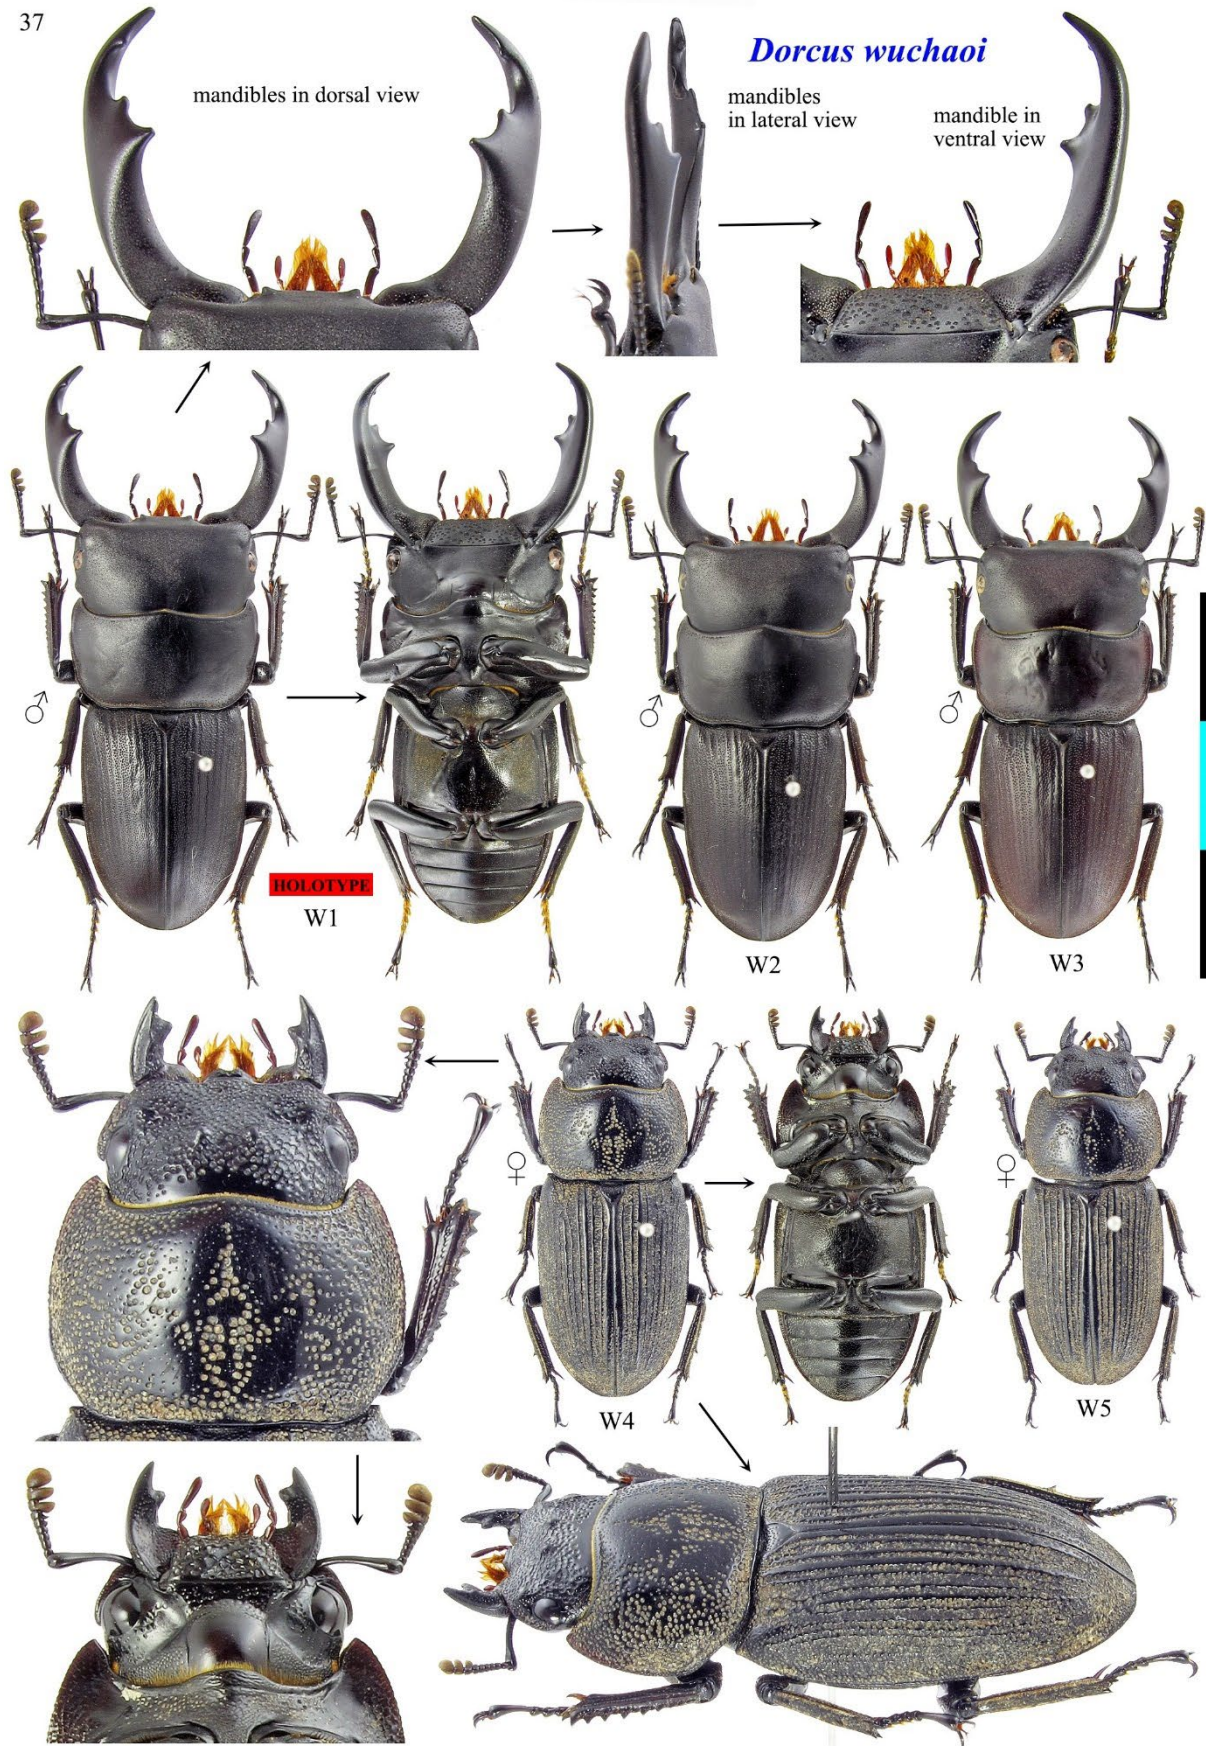 37
Dorcus wuchaoi
mandibles in dorsal view
mandibles
in lateral view
mandible in
ventral view
♂
♂
♂
HOLOTYPE
W1
W2
W3
♀
♀
W4
W5